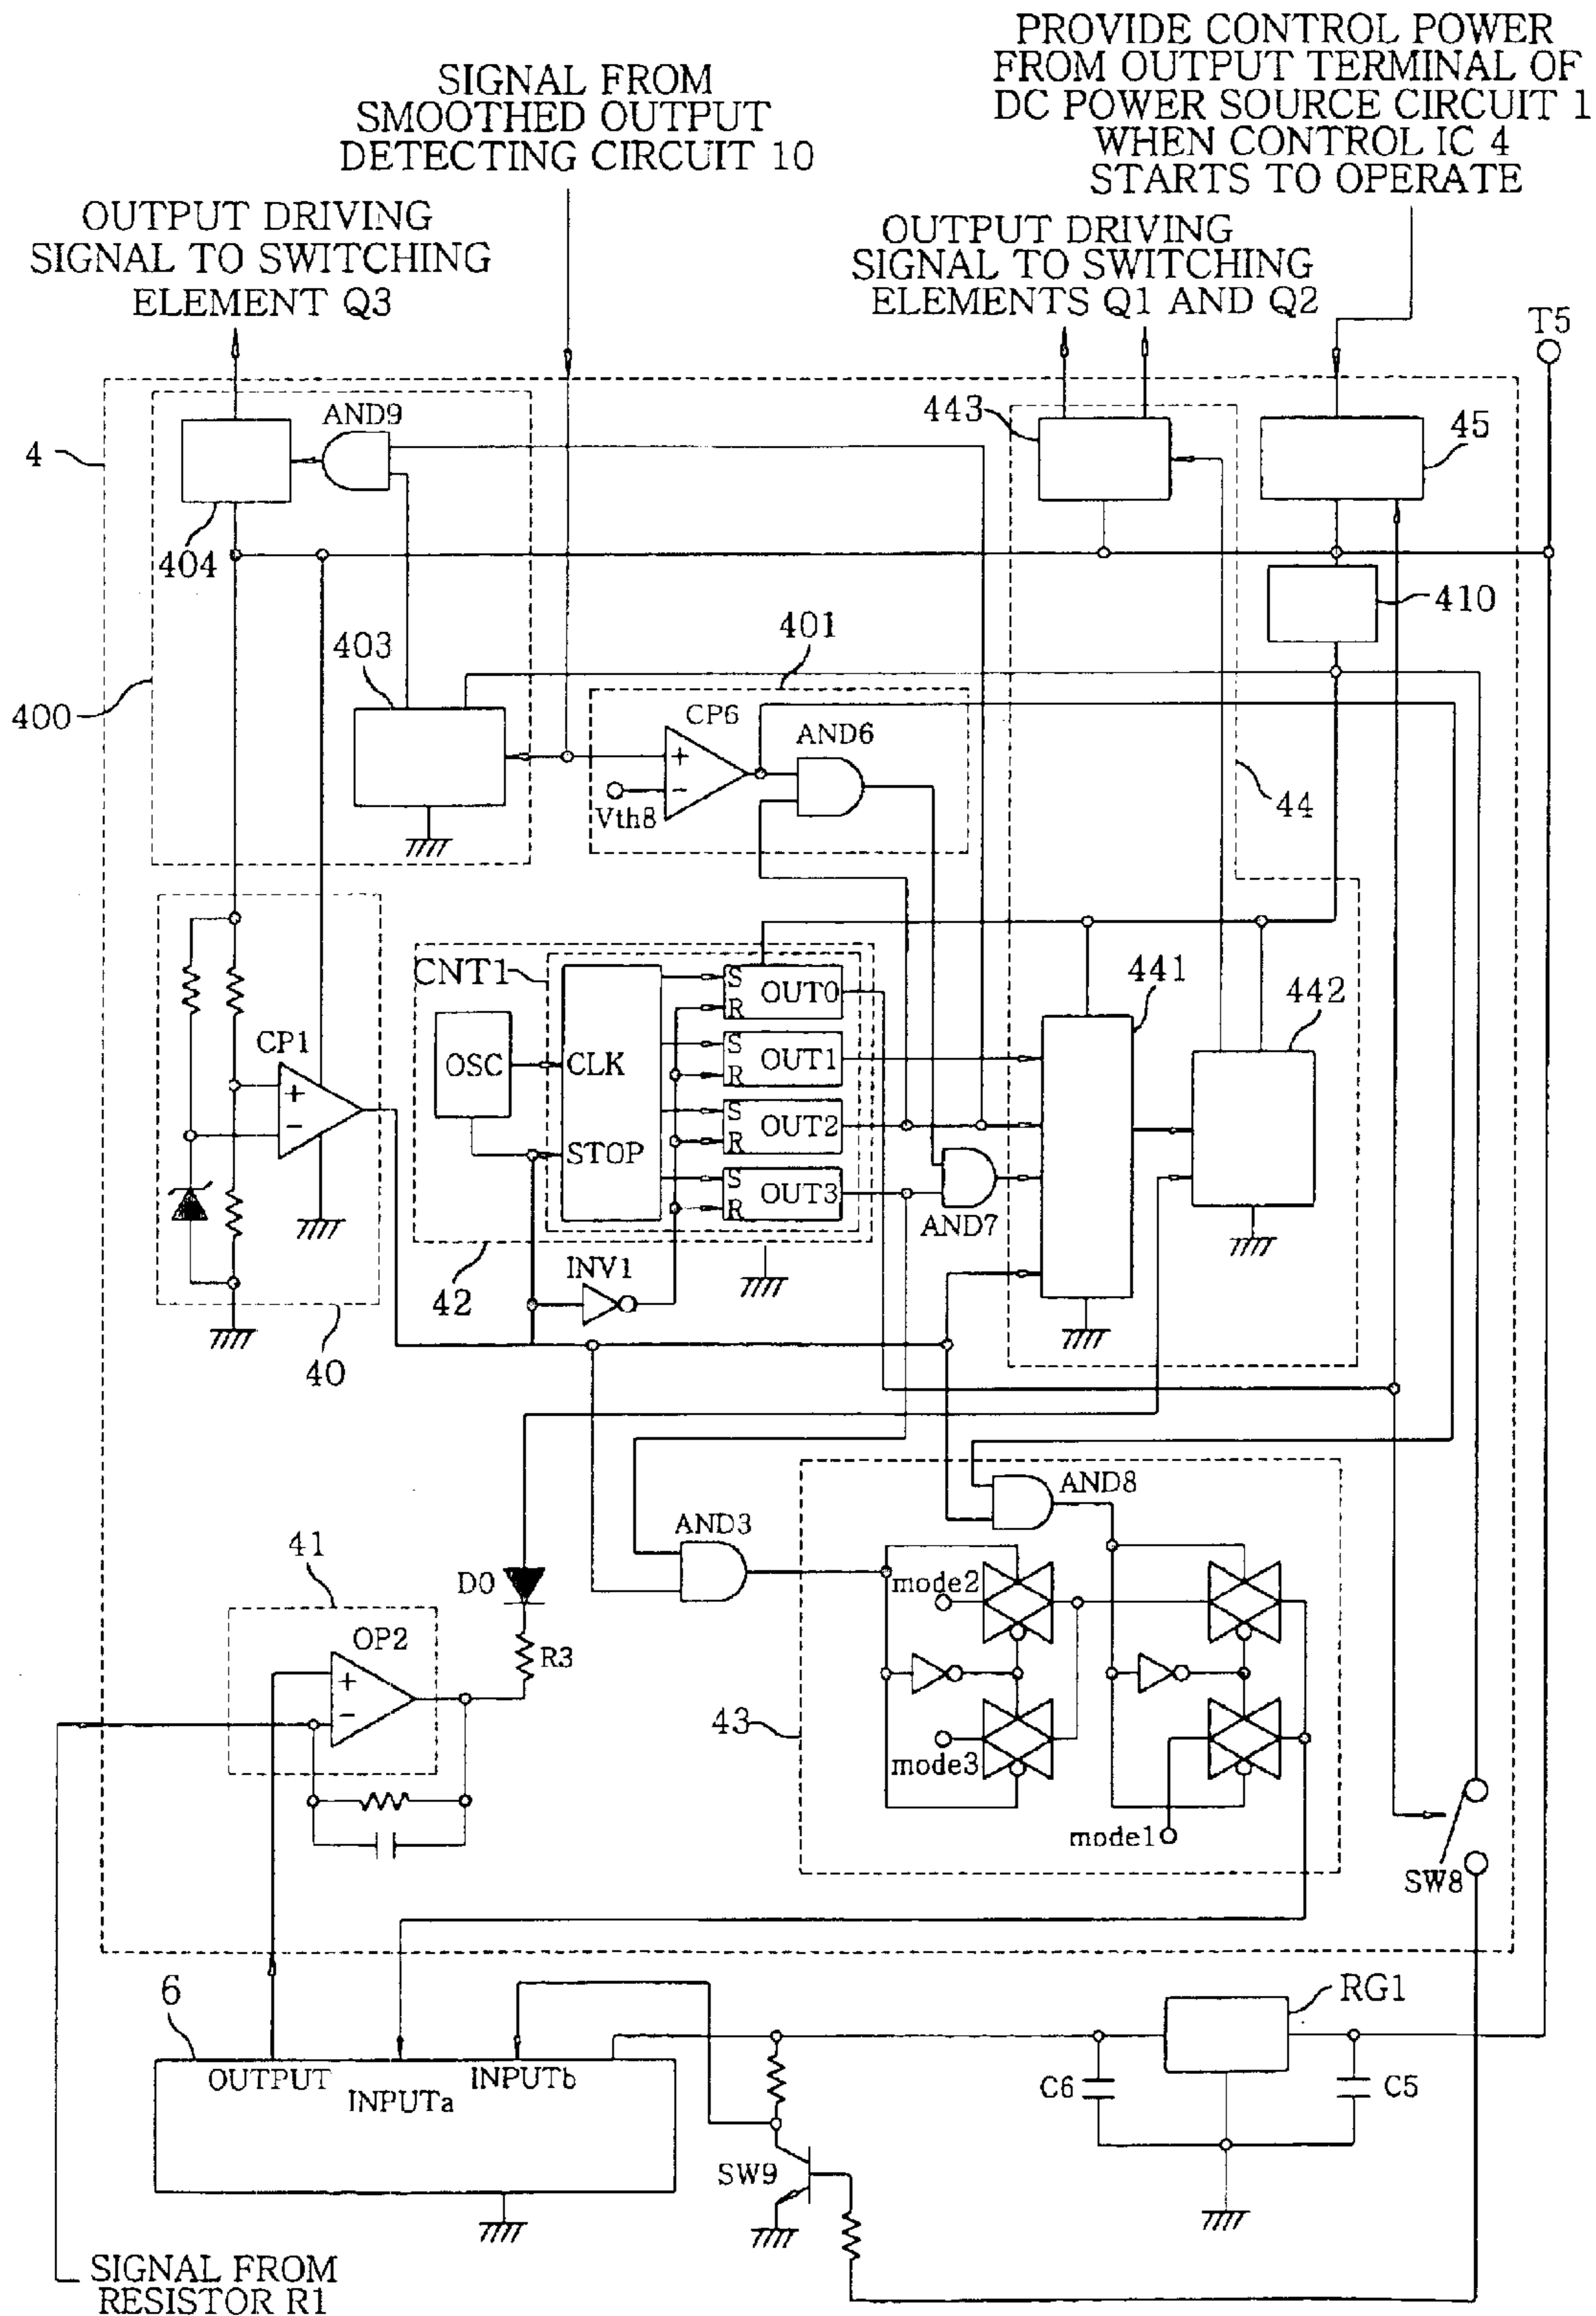 PROVIDE CONTROL POWER
FROM OUTPUT TERMINAL OF
DC POWER SOURCE CIRCUIT 1
WHEN CONTROL IC 4
STARTS TO OPERATE
SIGNAL FROM
SMOOTHED OUTPUT
DETECTING CIRCUIT 10
OUTPUT DRIVING
SIGNAL TO SWITCHING
ELEMENT Q3
OUTPUT DRIVING
SIGNAL TO SWITCHING
ELEMENTS Q1 AND Q2
T5
AND9
443
45
4
404
410
403
401
400
CP6
AND6
Vth8
44
CNT1
S
OUT0
R
441
442
CP1
OSC
CLK
S
OUT1
R
+
−
S
OUT2
R
STOP
S
OUT3
R
AND7
42
INV1
40
AND8
AND3
41
D0
mode2
OP2
R3
+
−
43
mode3
mode1
SW8
6
RG1
OUTPUT
INPUTa
INPUTb
C6
C5
SW9
SIGNAL FROM
RESISTOR R1
+
−